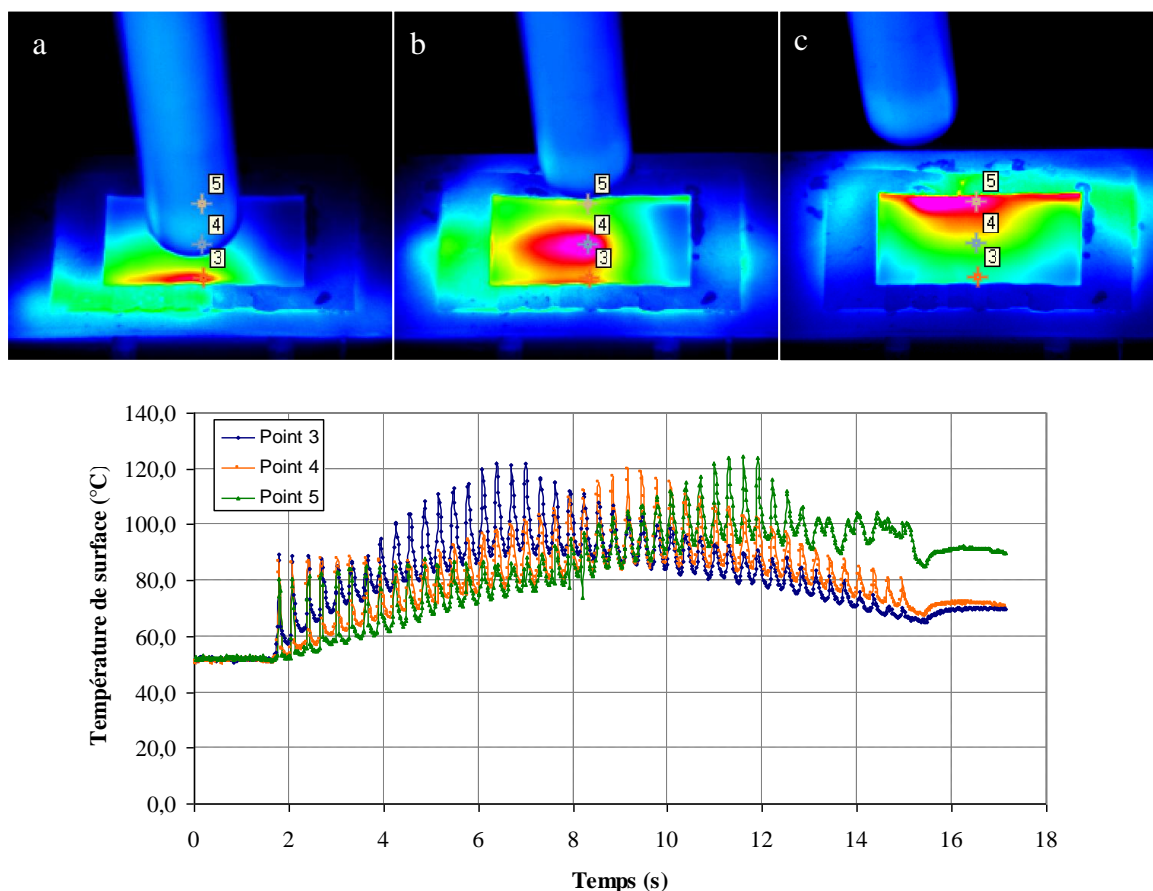 a
b
c
5
4
3
5
4
3
5
4
3
140,0
120,0
100,0
80,0
60,0
40,0
20,0
0,0
Température de surface (°C)
Point 3
Point 4
Point 5
0 2 4 6 8 10 12 14 16 18
Temps (s)